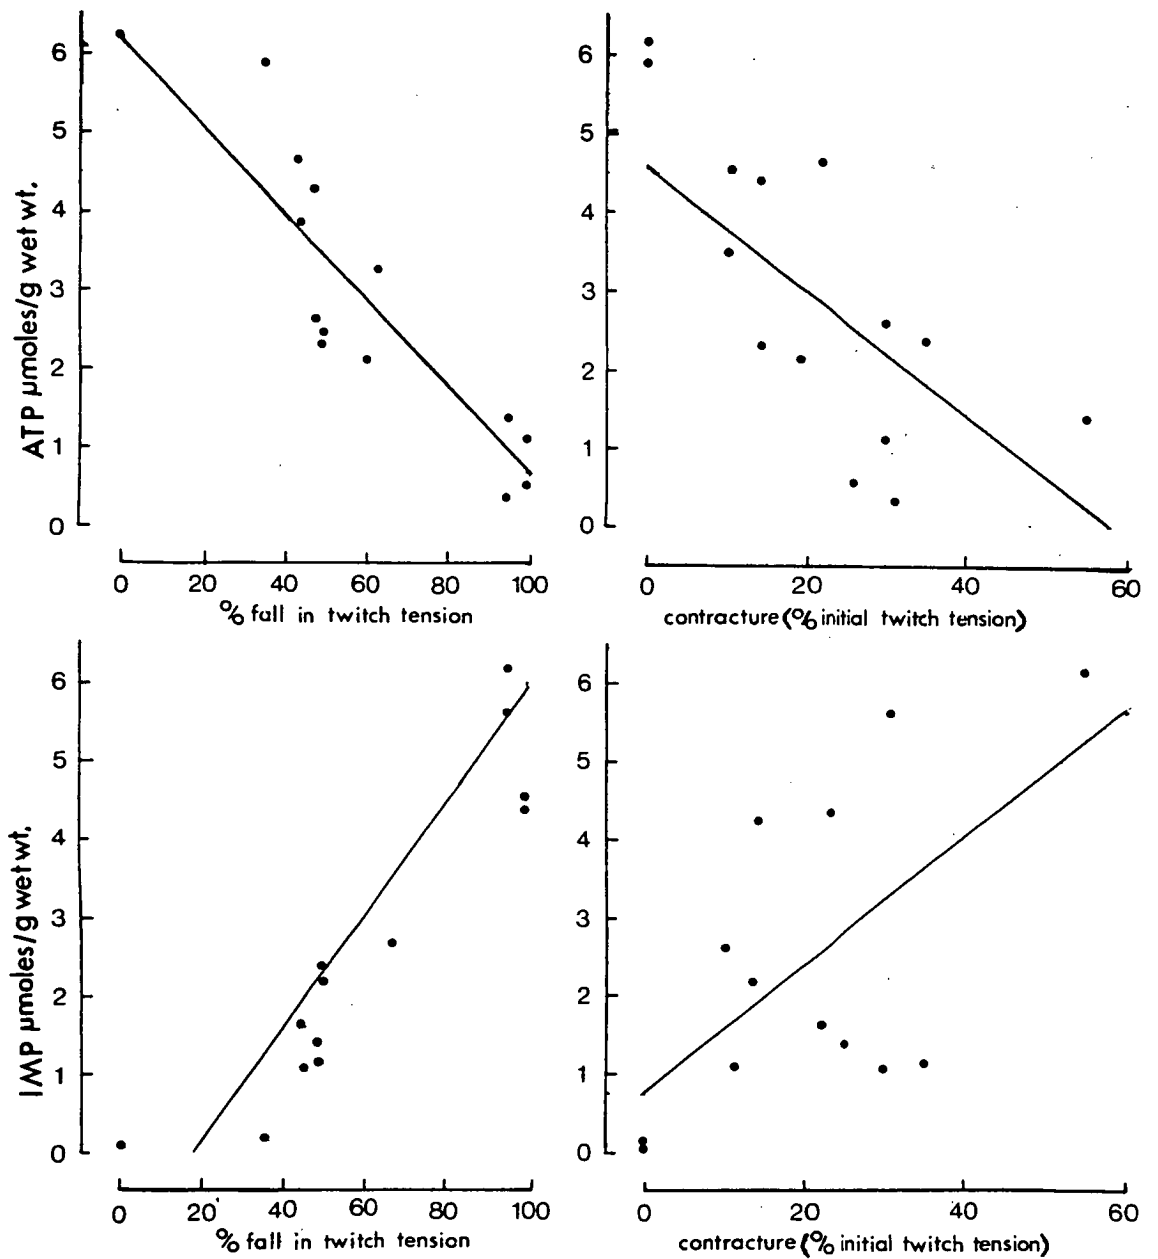 ATP µmoles/g wet wt.
6
5
4
3
2
1
0
0 20 40 60 80 100
% fall in twitch tension
6
5
4
3
2
1
0
0 20 40 60
contracture (% initial twitch tension)
IMP µmoles/g wet wt.
6
5
4
3
2
1
0
0 20 40 60 80 100
% fall in twitch tension
6
5
4
3
2
1
0
0 20 40 60
contracture (% initial twitch tension)